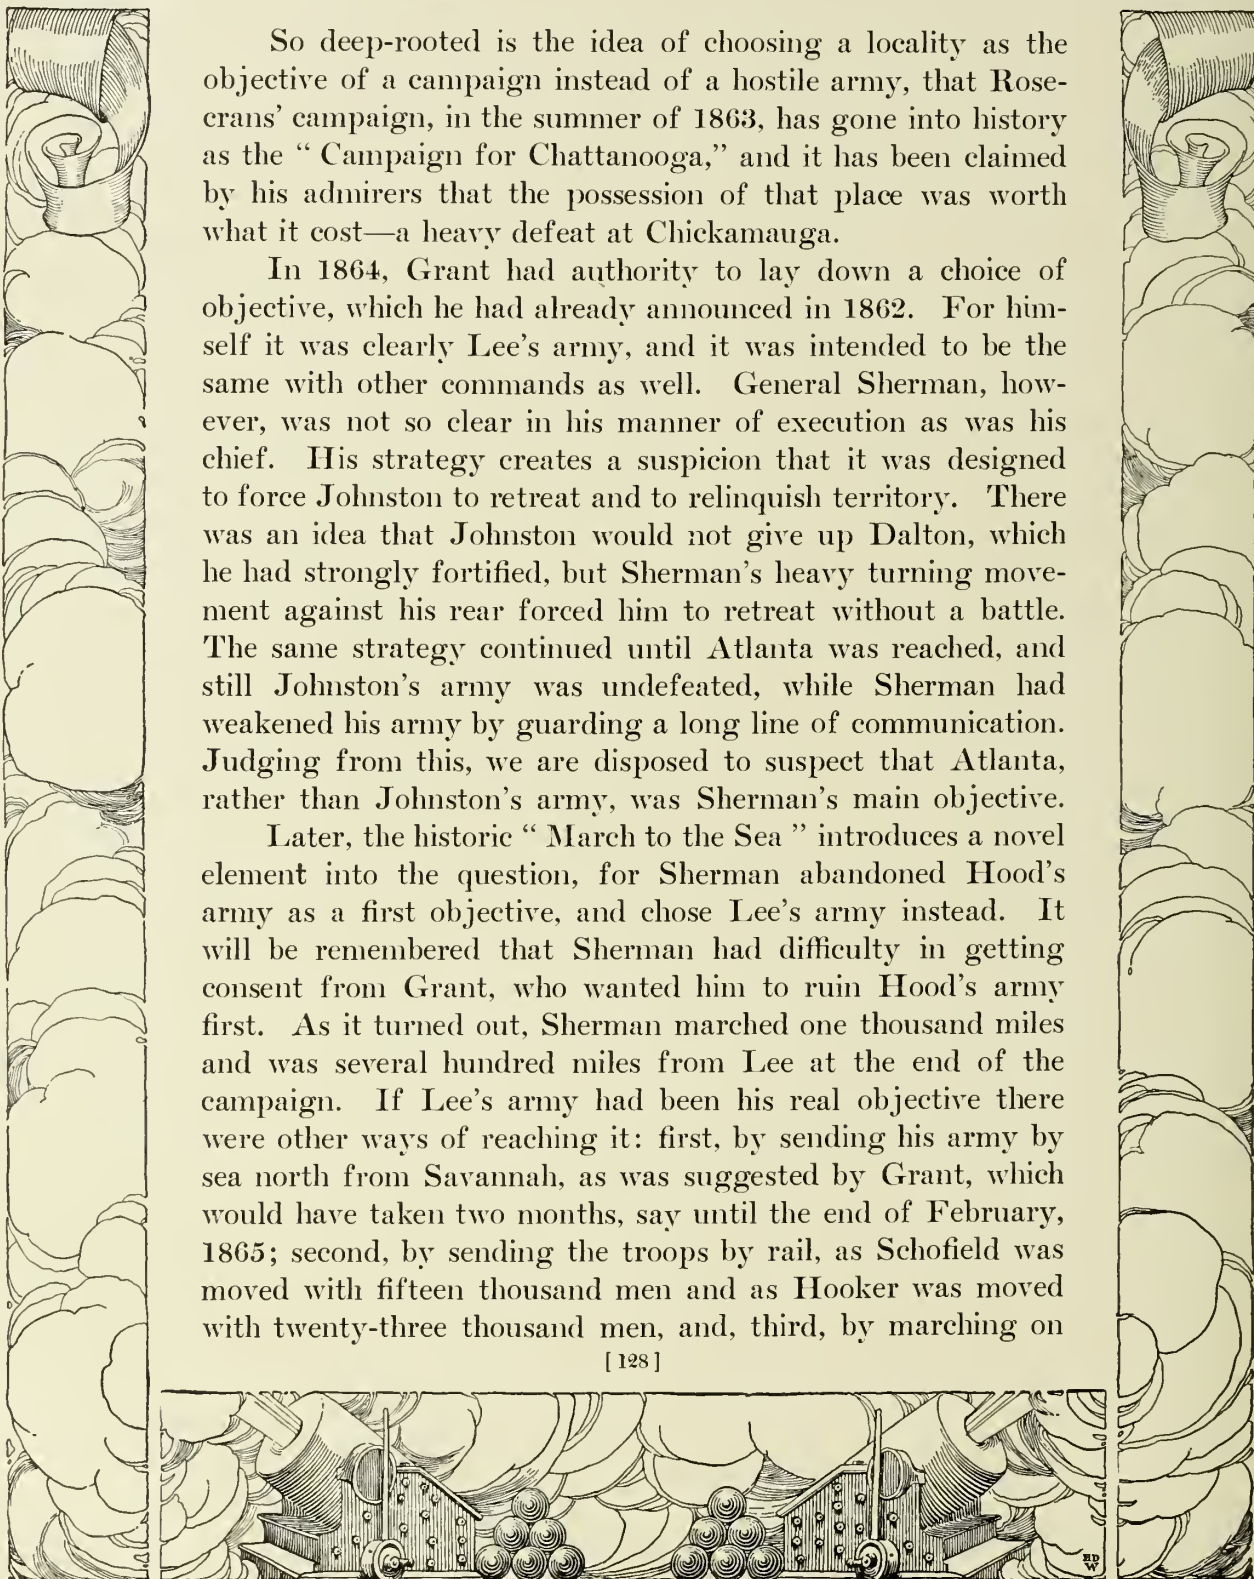 So deep-rooted is the idea of choosing a locality as the
objective of a campaign instead of a hostile army, that Rose-
crans’ campaign, in the summer of 1863, has gone into history
as the “ Campaign for Chattanooga,” and it has been claimed
by his admirers that the possession of that place was worth
what it cost—a heavy defeat at Chickamauga.
In 1864, Grant had authority to lay down a choice of
objective, which he had already announced in 1862. For him-
self it was clearly Lee’s army, and it was intended to be the
same with other commands as well. General Sherman, how-
ever, was not so clear in his manner of execution as was his
chief. His strategy creates a suspicion that it was designed
to force Johnston to retreat and to relinquish territory. There
was an idea that Johnston would not give up Dalton, which
he had strongly fortified, but Sherman’s heavy turning move-
ment against his rear forced him to retreat without a battle.
The same strategy continued until Atlanta was reached, and
still Johnston’s army was undefeated, while Sherman had
weakened his army by guarding a long line of communication.
Judging from this, we are disposed to suspect that Atlanta,
rather than Johnston’s army, was Sherman’s main objective.
Later, the historic “ March to the Sea ” introduces a novel
element into the question, for Sherman abandoned Hood’s
army as a first objective, and chose Lee’s army instead. It
will be remembered that Sherman had difficulty in getting
consent from Grant, who wanted him to ruin Hood’s army
first. As it turned out, Sherman marched one thousand miles
and was several hundred miles from Lee at the end of the
campaign. If Lee’s army had been his real objective there
were other ways of reaching it: first, by sending his army by
sea north from Savannah, as was suggested by Grant, which
would have taken two months, say until the end of February,
1865; second, by sending the troops by rail, as Schofield was
moved with fifteen thousand men and as Hooker was moved
with twenty-three thousand men, and, third, by marching on
[ 128 ]
HD
W